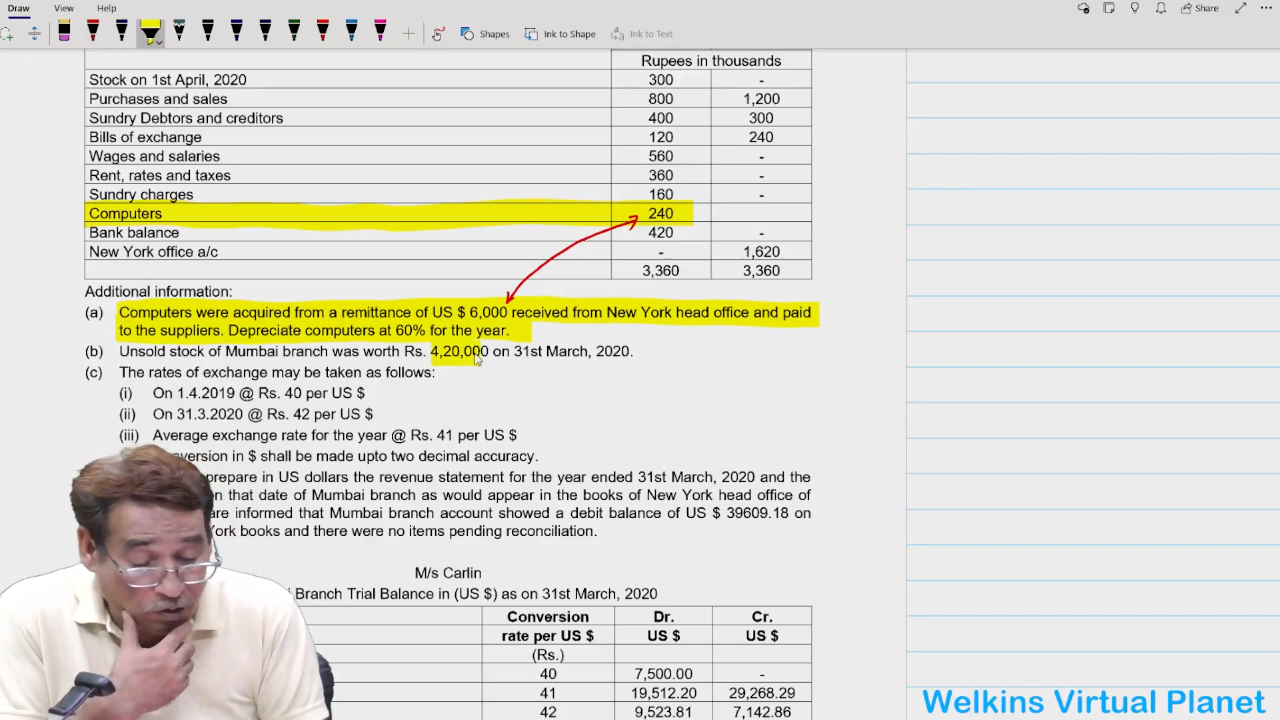 Draw View Help
Share
Shapes Ink to Shape Ink to Text
Rupees in thousands
Stock on 1st April, 2020 300 -
Purchases and sales 800 1,200
Sundry Debtors and creditors 400 300
Bills of exchange 120 240
Wages and salaries 560 -
Rent, rates and taxes 360 -
Sundry charges 160 -
Computers 240
Bank balance 420 -
New York office a/c - 1,620
3,360 3,360
Additional information:
(a) Computers were acquired from a remittance of US $ 6,000 received from New York head office and paid
to the suppliers. Depreciate computers at 60% for the year.
(b) Unsold stock of Mumbai branch was worth Rs. 4,20,000 on 31st March, 2020.
(c) The rates of exchange may be taken as follows:
(i) On 1.4.2019 @ Rs. 40 per US $
(ii) On 31.3.2020 @ Rs. 42 per US $
(iii) Average exchange rate for the year @ Rs. 41 per US $
in $ shall be made upto two decimal accuracy.
prepare in US dollars the revenue statement for the year ended 31st March, 2020 and the
that date of Mumbai branch as would appear in the books of New York head office of
informed that Mumbai branch account showed a debit balance of US $ 39609.18 on
books and there were no items pending reconciliation.
M/s Carlin
Branch Trial Balance in (US $) as on 31st March, 2020
Conversion Dr. Cr.
rate per US $ US $ US $
(Rs.)
40 7,500.00 -
41 19,512.20 29,268.29
42 9,523.81 7,142.86
Welkins Virtual Planet